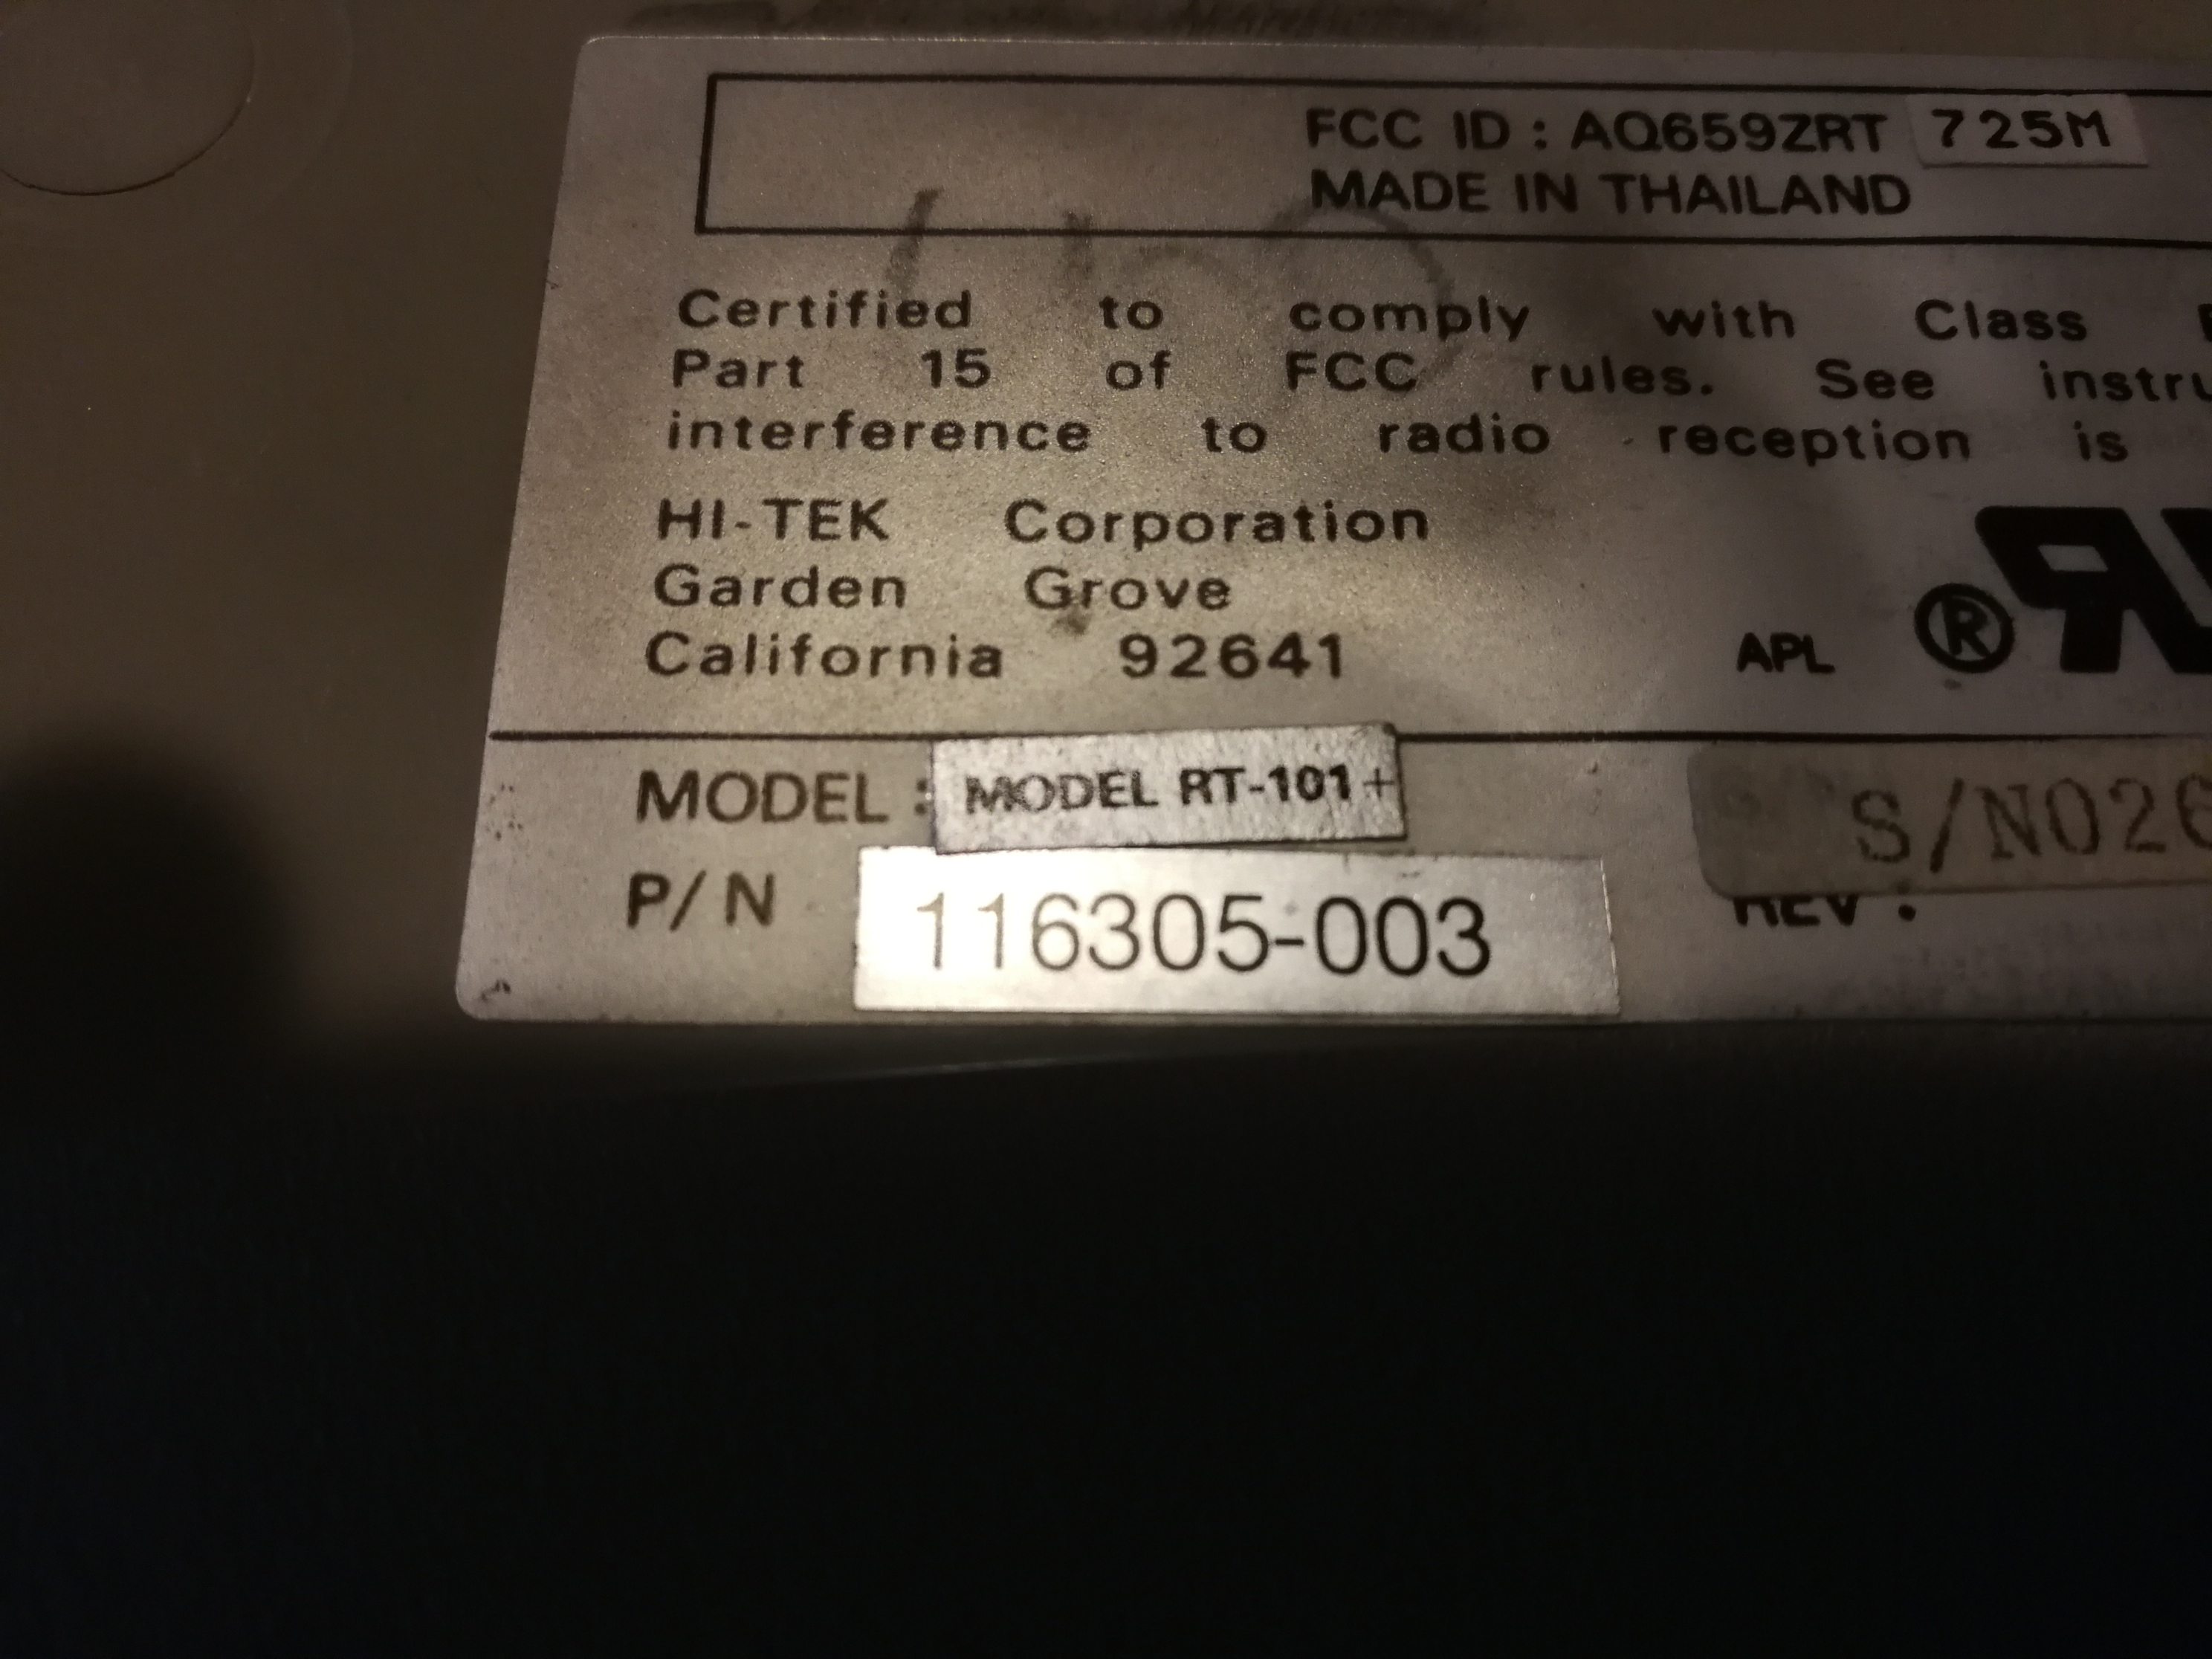 FCC ID : AQ659ZRT 725M
MADE IN THAILAND
Certified to comply with Class
Part 15 of FCC rules. See
interference to radio reception is
HI-TEK Corporation
Garden Grove
California 92641
APL ®
MODEL : MODEL RT-101+
S/N02
P/N 116305-003
REV :